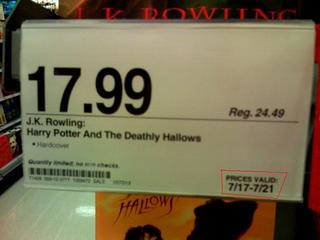 J.K. ROWLING
17.99
Reg. 24.49
J.K. Rowling:
Harry Potter And The Deathly Hallows
• Hardcover
Quantity limited; no rain checks.
PRICES VALID:
7/17-7/21
SALE
HALLOWS